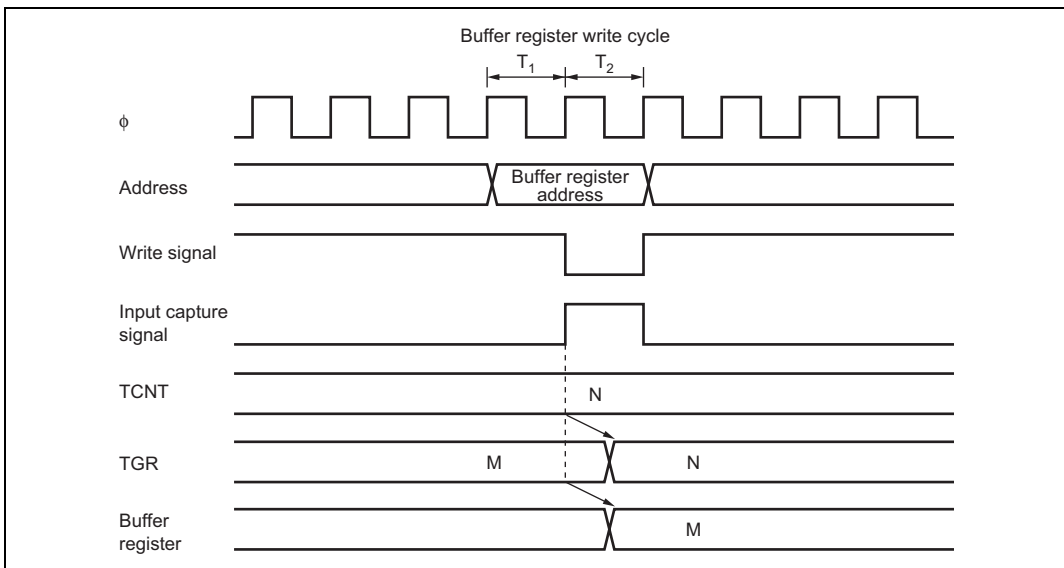 Buffer register write cycle
T₁ T₂
ϕ
Address
Buffer register
address
Write signal
Input capture
signal
TCNT
N
TGR
M N
Buffer
register
M